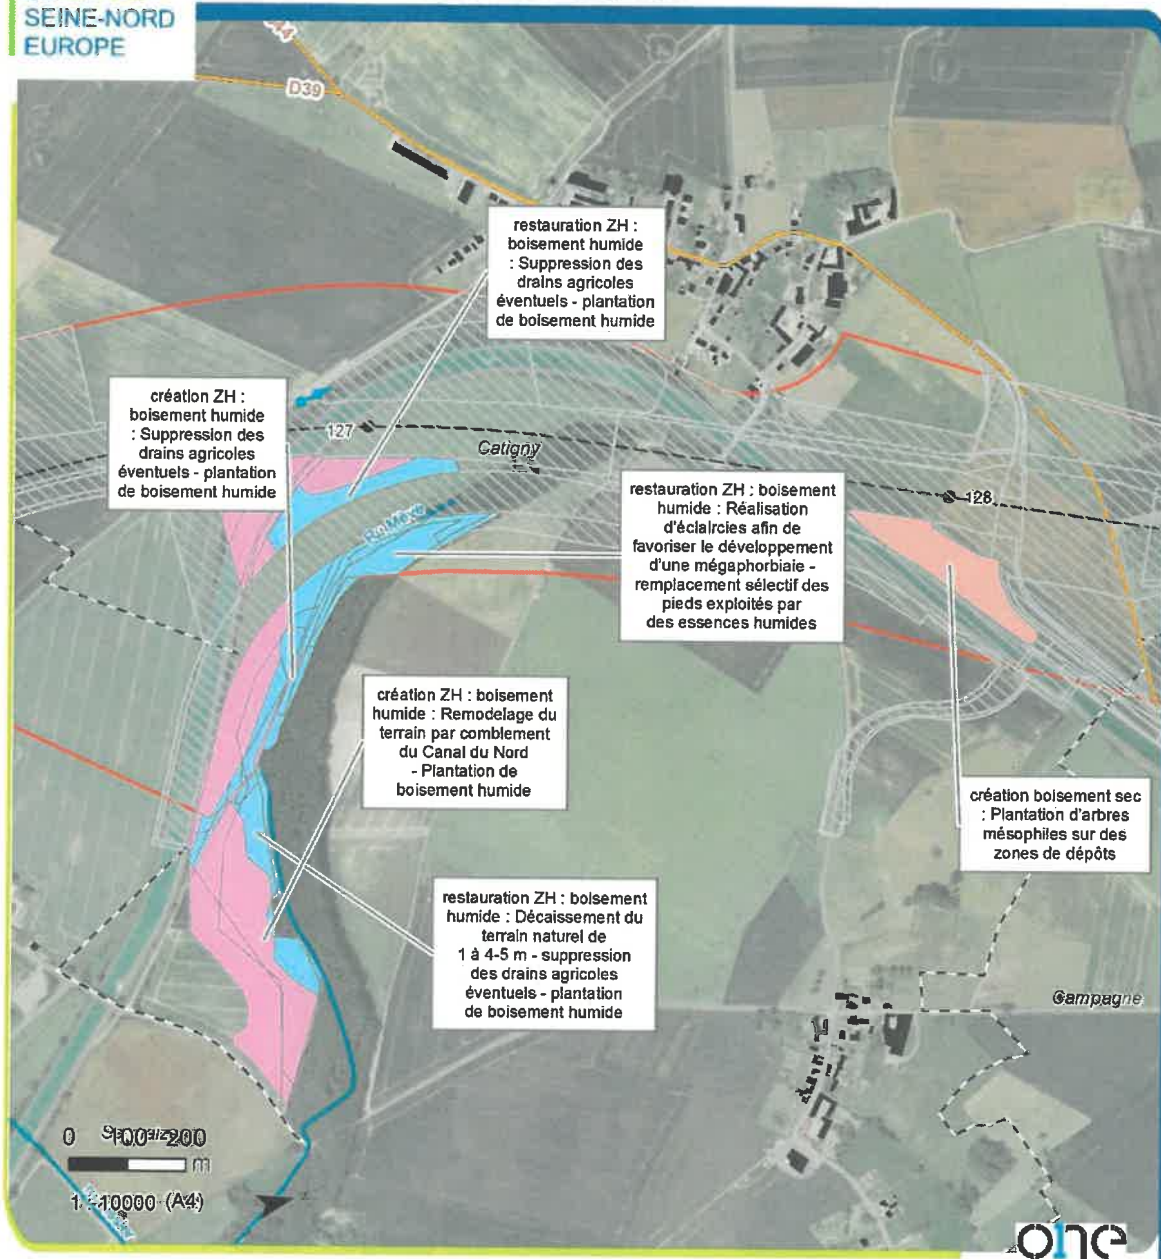 SEINE-NORD
EUROPE
D39
restauration ZH :
boisement humide
: Suppression des
drains agricoles
éventuels - plantation
de boisement humide
création ZH :
boisement humide
: Suppression des
drains agricoles
éventuels - plantation
de boisement humide
127
Catigny
128
restauration ZH : boisement
humide : Réalisation
d'éclaircies afin de
favoriser le développement
d'une mégaphorbiaie -
remplacement sélectif des
pieds exploités par
des essences humides
création ZH : boisement
humide : Remodelage du
terrain par comblement
du Canal du Nord
- Plantation de
boisement humide
création boisement sec
: Plantation d'arbres
mésophiles sur des
zones de dépôts
restauration ZH : boisement
humide : Décaissement du
terrain naturel de
1 à 4-5 m - suppression
des drains agricoles
éventuels - plantation
de boisement humide
Campagne
0 100 200
m
1:10000 (A4)
one